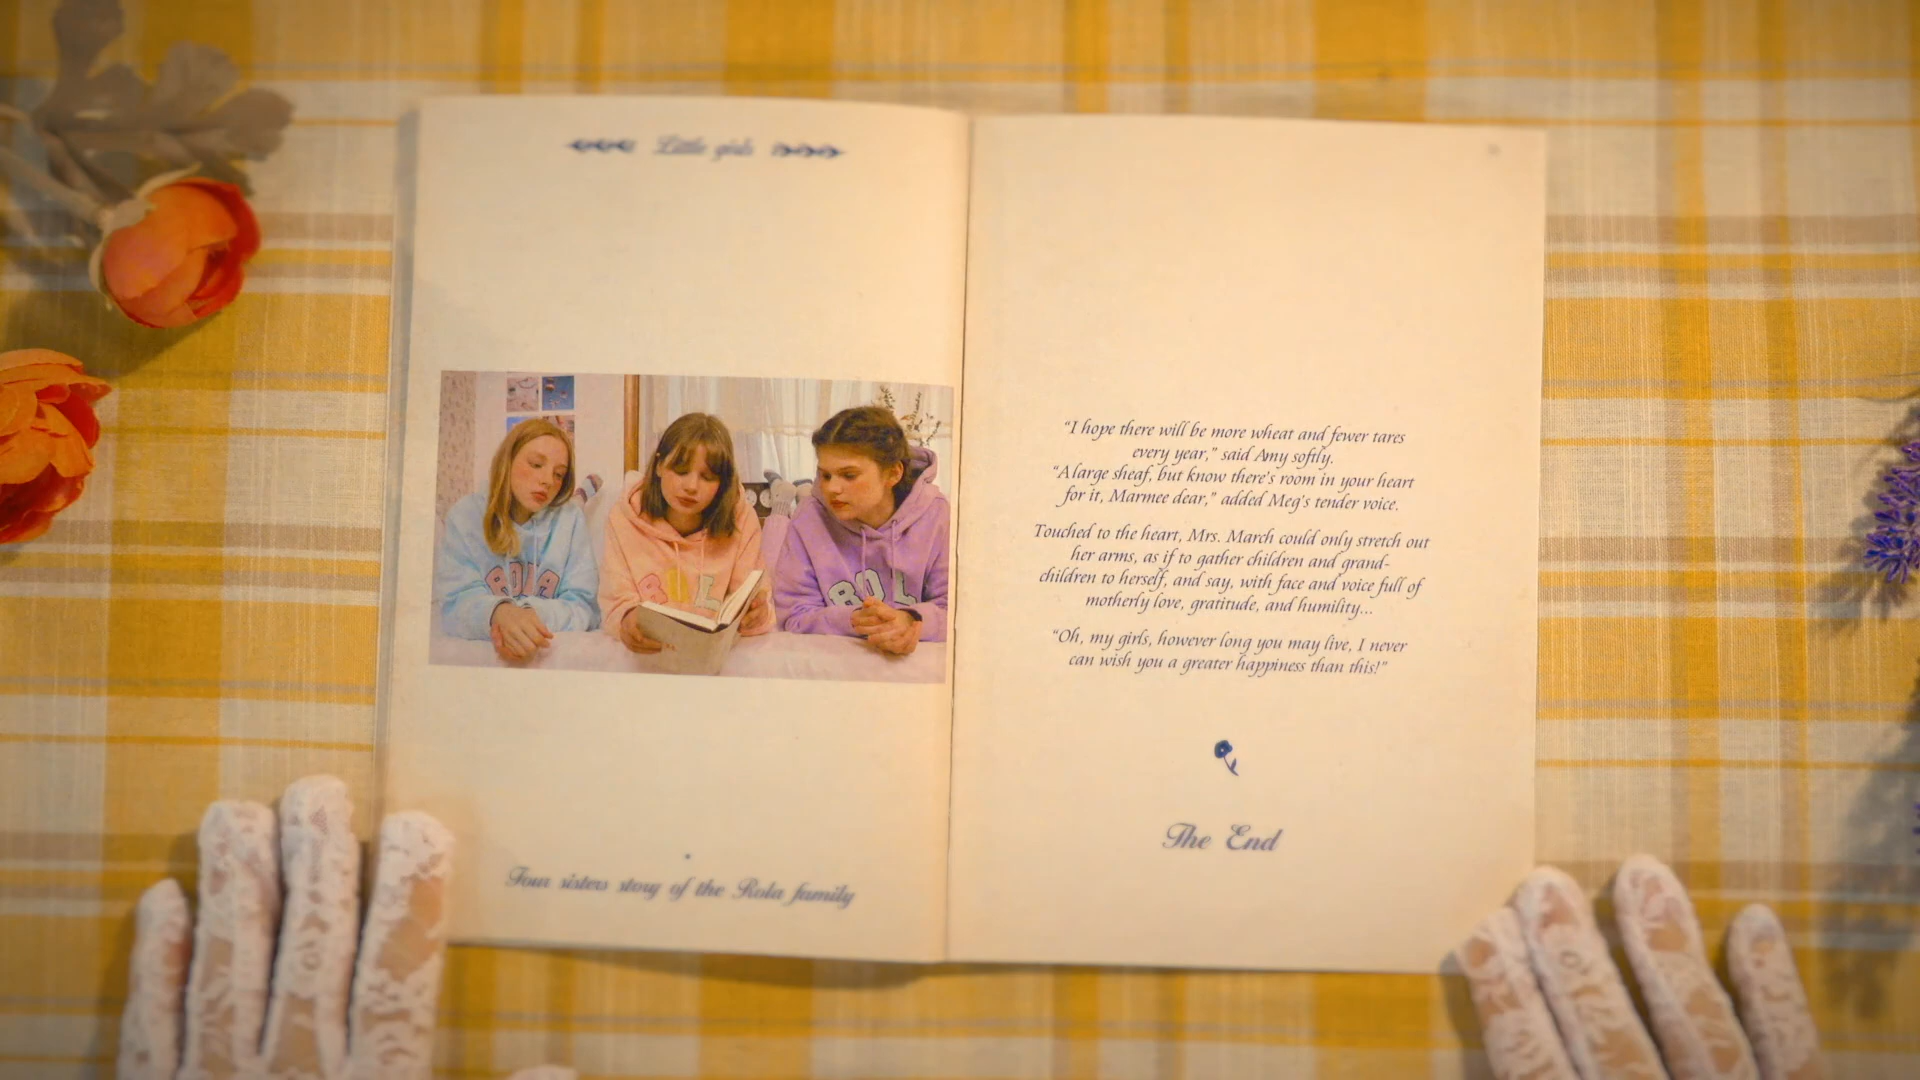 Little girls
ROLA
ROL
ROL
Four sisters story of the Rola family
“I hope there will be more wheat and fewer tares
every year,” said Amy softly.
“A large sheaf, but know there's room in your heart
for it, Marmee dear,” added Meg's tender voice.
Touched to the heart, Mrs. March could only stretch out
her arms, as if to gather children and grand-
children to herself, and say, with face and voice full of
motherly love, gratitude, and humility...
“Oh, my girls, however long you may live, I never
can wish you a greater happiness than this!”
The End